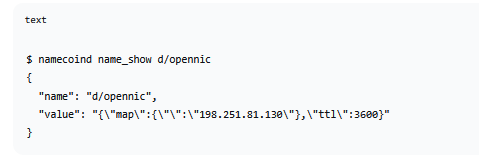 text
$ namecoind name_show d/opennic
{
"name": "d/opennic",
"value": "{\"map\":{\"\":\"198.251.81.130\"},\"ttl\":3600}"
}